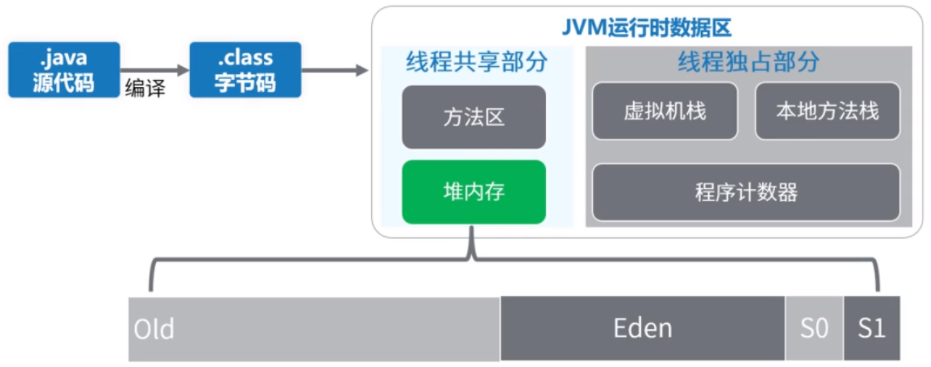 JVM运行时数据区
.java
源代码
编译
.class
字节码
线程共享部分
方法区
堆内存
线程独占部分
虚拟机栈
本地方法栈
程序计数器
Old
Eden
S0
S1